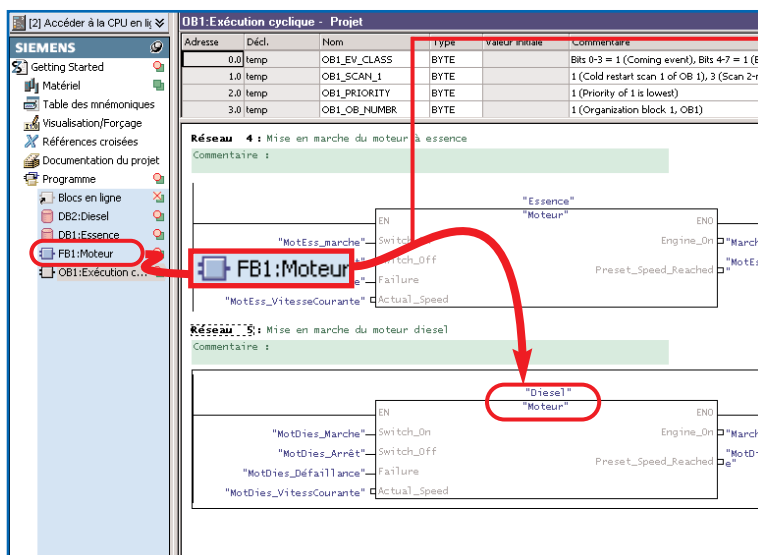 [2] Accéder à la CPU en lig
SIEMENS
Getting Started
Matériel
Table des mnémoniques
Visualisation/Forçage
Références croisées
Documentation du projet
Programme
Blocs en ligne
DB2:Diesel
DB1:Essence
FB1:Moteur
OB1:Exécution c...
OB1:Exécution cyclique - Projet
Adresse Décl. Nom Type Valeur initiale Commentaire
0.0 temp OB1_EV_CLASS BYTE Bits 0-3 = 1 (Coming event), Bits 4-7 = 1 (E
1.0 temp OB1_SCAN_1 BYTE 1 (Cold restart scan 1 of OB 1), 3 (Scan 2-
2.0 temp OB1_PRIORITY BYTE 1 (Priority of 1 is lowest)
3.0 temp OB1_OB_NUMBR BYTE 1 (Organization block 1, OB1)
Réseau 4 : Mise en marche du moteur à essence
Commentaire :
"Essence"
"Moteur"
EN ENO
"MotEss_marche" Switch Engine_On "March
itch_Off
FB1:Moteur
Preset_Speed_Reached "MotEs
"
e" Failure
"MotEss_VitesseCourante" Actual_Speed
Réseau 5 : Mise en marche du moteur diesel
Commentaire :
"Diesel"
"Moteur"
EN ENO
"MotDies_Marche" Switch_On Engine_On "March
"MotDies_Arrêt" Switch_Off
Preset_Speed_Reached "MotDi
e"
"MotDies_Défaillance" Failure
"MotDies_VitessCourante" Actual_Speed